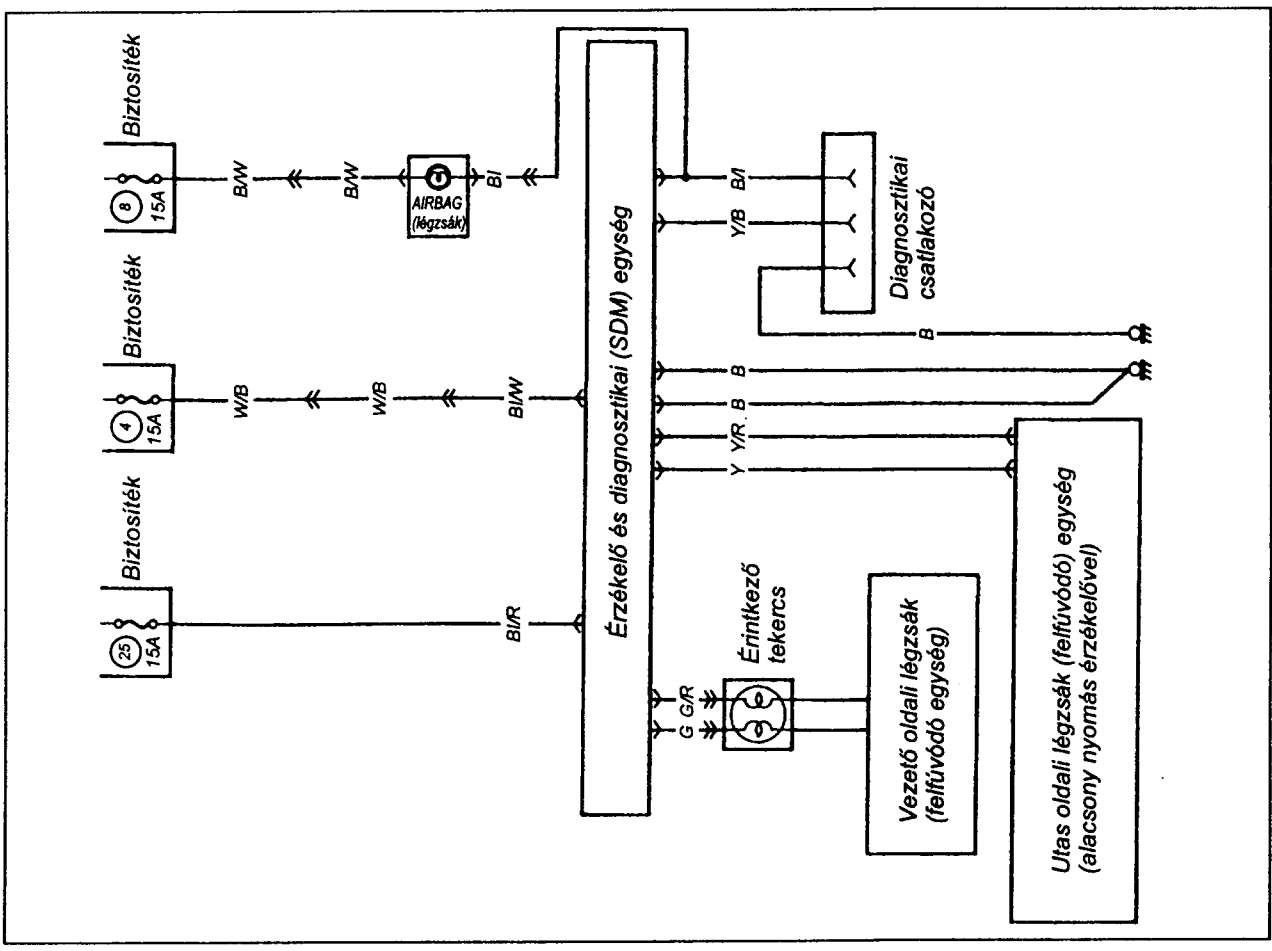 Biztosíték
Biztosíték
Biztosíték
25
15A
4
15A
8
15A
B/W
B/W
AIRBAG
(légzsák)
Bl
W/B
W/B
Bl/W
Bl/R
Érzékelő és diagnosztikai (SDM) egység
G
G/R
Y
Y/R
B
B
B
Y/B
B/l
Érintkező
tekercs
Diagnosztikai
csatlakozó
Vezető oldali légzsák
(felfúvódó egység)
Utas oldali légzsák (felfúvódó) egység
(alacsony nyomás érzékelővel)